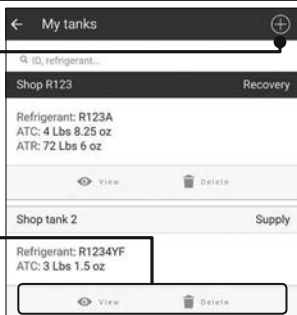 My tanks
ID, refrigerant...
Shop R123 Recovery
Refrigerant: R123A
ATC: 4 Lbs 8.25 oz
ATR: 72 Lbs 6 oz
View Delete
Shop tank 2 Supply
Refrigerant: R1234YF
ATC: 3 Lbs 1.5 oz
View Delete